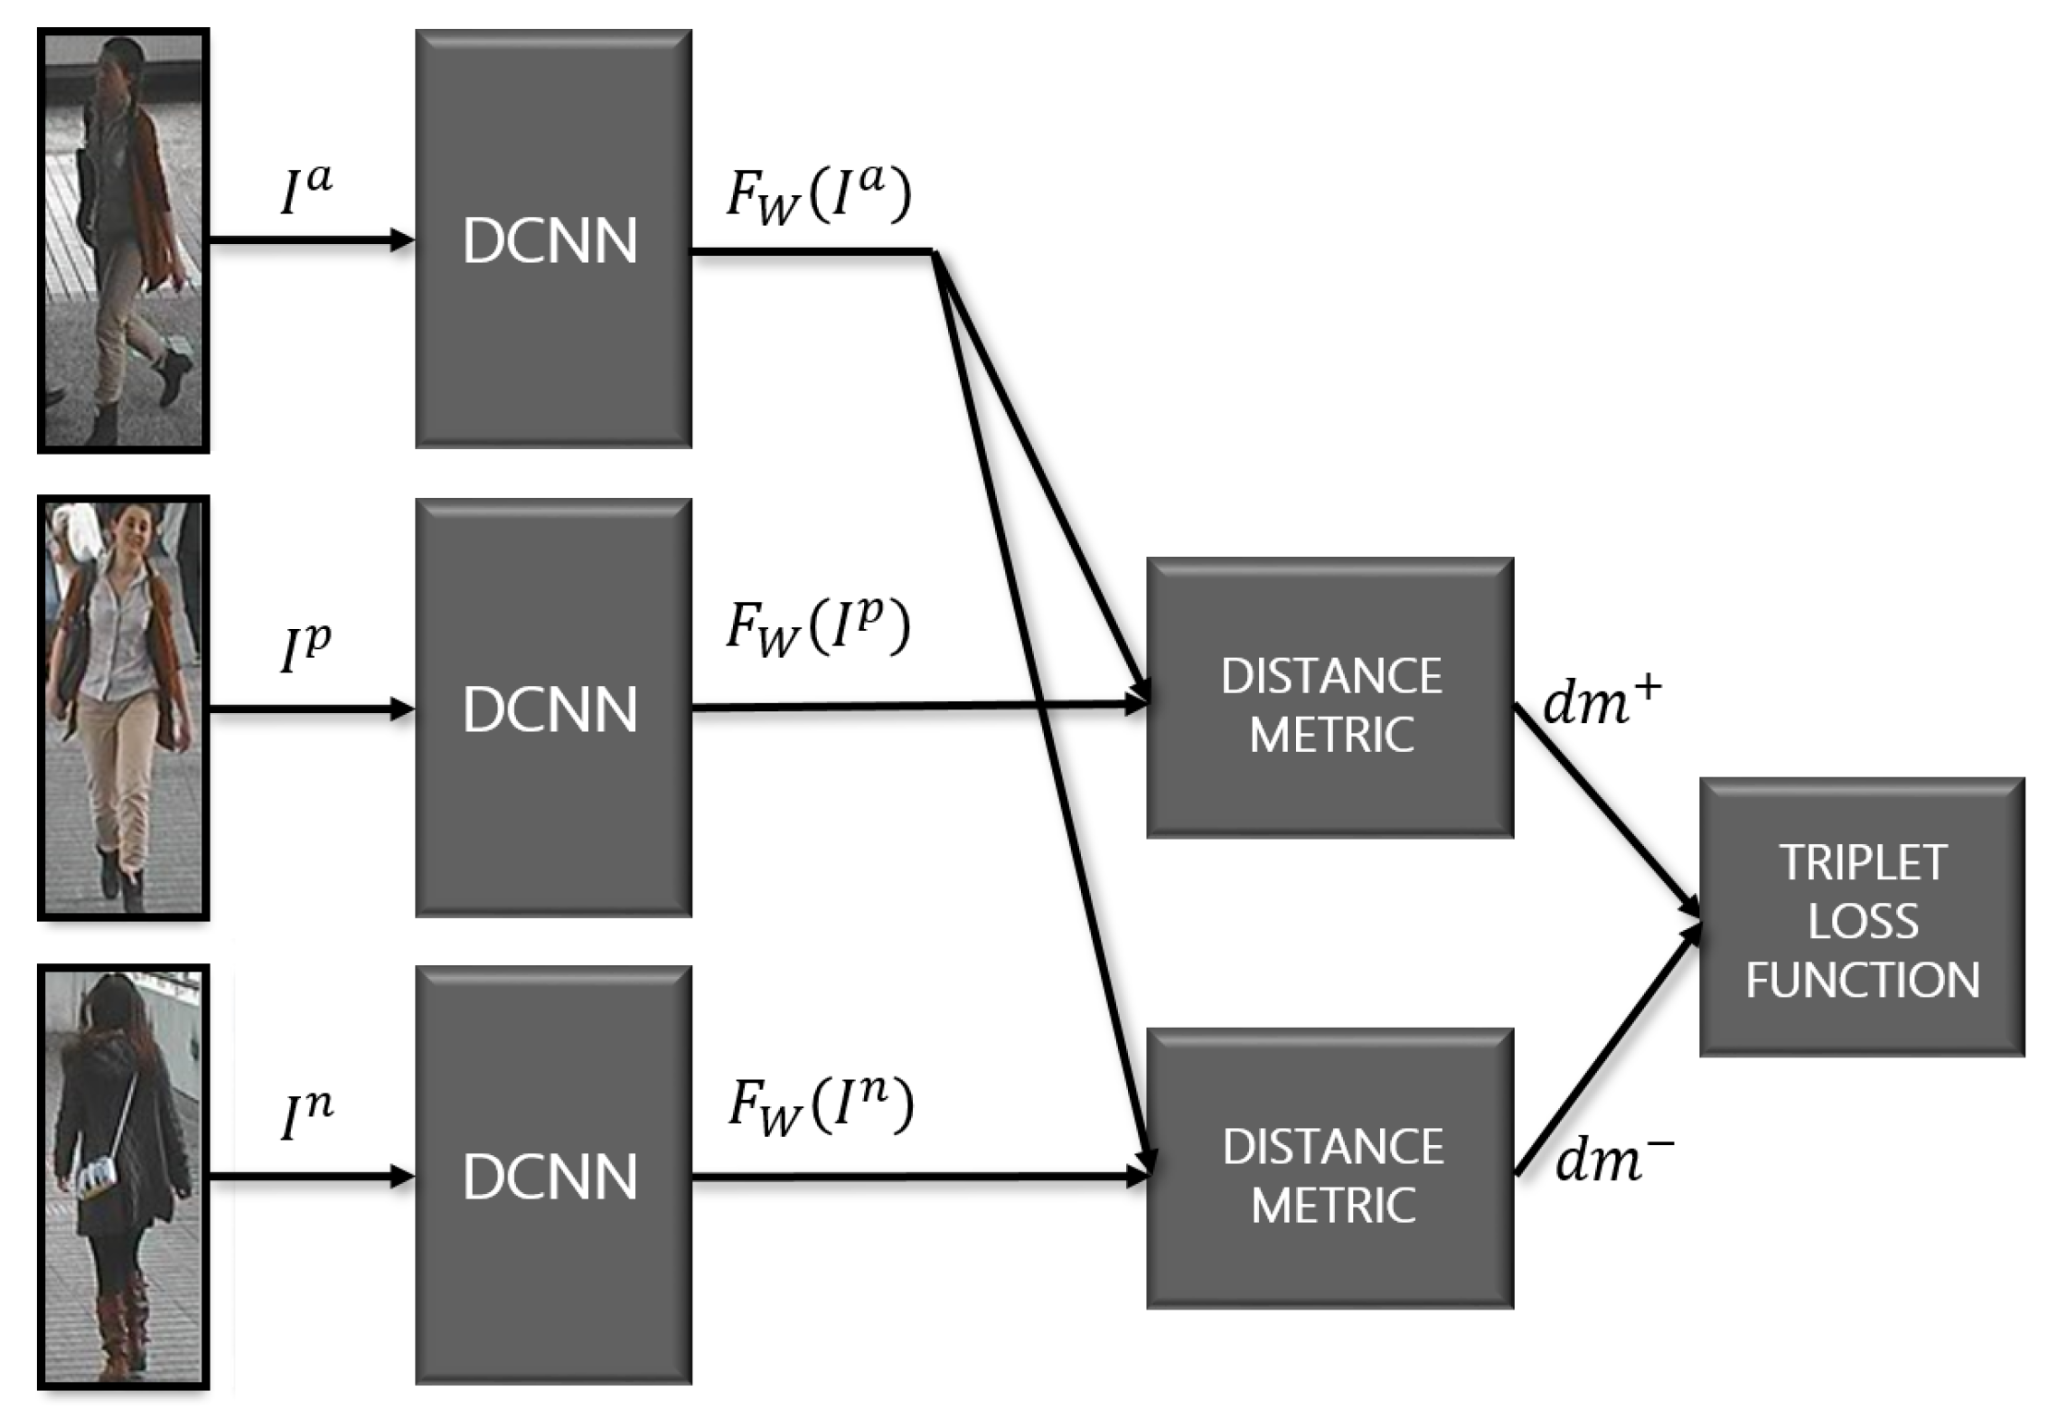 I^a
DCNN
F_W(I^a)
I^p
DCNN
F_W(I^p)
DISTANCE
METRIC
dm^+
TRIPLET
LOSS
FUNCTION
I^n
DCNN
F_W(I^n)
DISTANCE
METRIC
dm^−